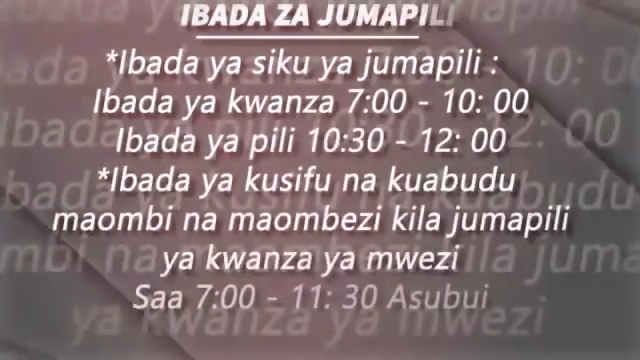 IBADA ZA JUMAPILI
*Ibada ya siku ya jumapili :
Ibada ya kwanza 7:00 - 10: 00
Ibada ya pili 10:30 - 12: 00
*Ibada ya kusifu na kuabudu
maombi na maombezi kila jumapili
ya kwanza ya mwezi
Saa 7:00 - 11: 30 Asubui